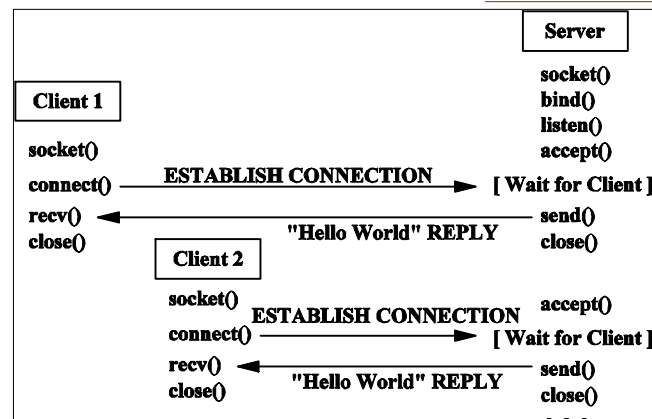 Server
socket()
bind()
listen()
accept()
Client 1
socket()
connect()
ESTABLISH CONNECTION
[ Wait for Client ]
recv()
send()
"Hello World" REPLY
close()
close()
Client 2
socket()
accept()
ESTABLISH CONNECTION
connect()
[ Wait for Client ]
recv()
send()
"Hello World" REPLY
close()
close()